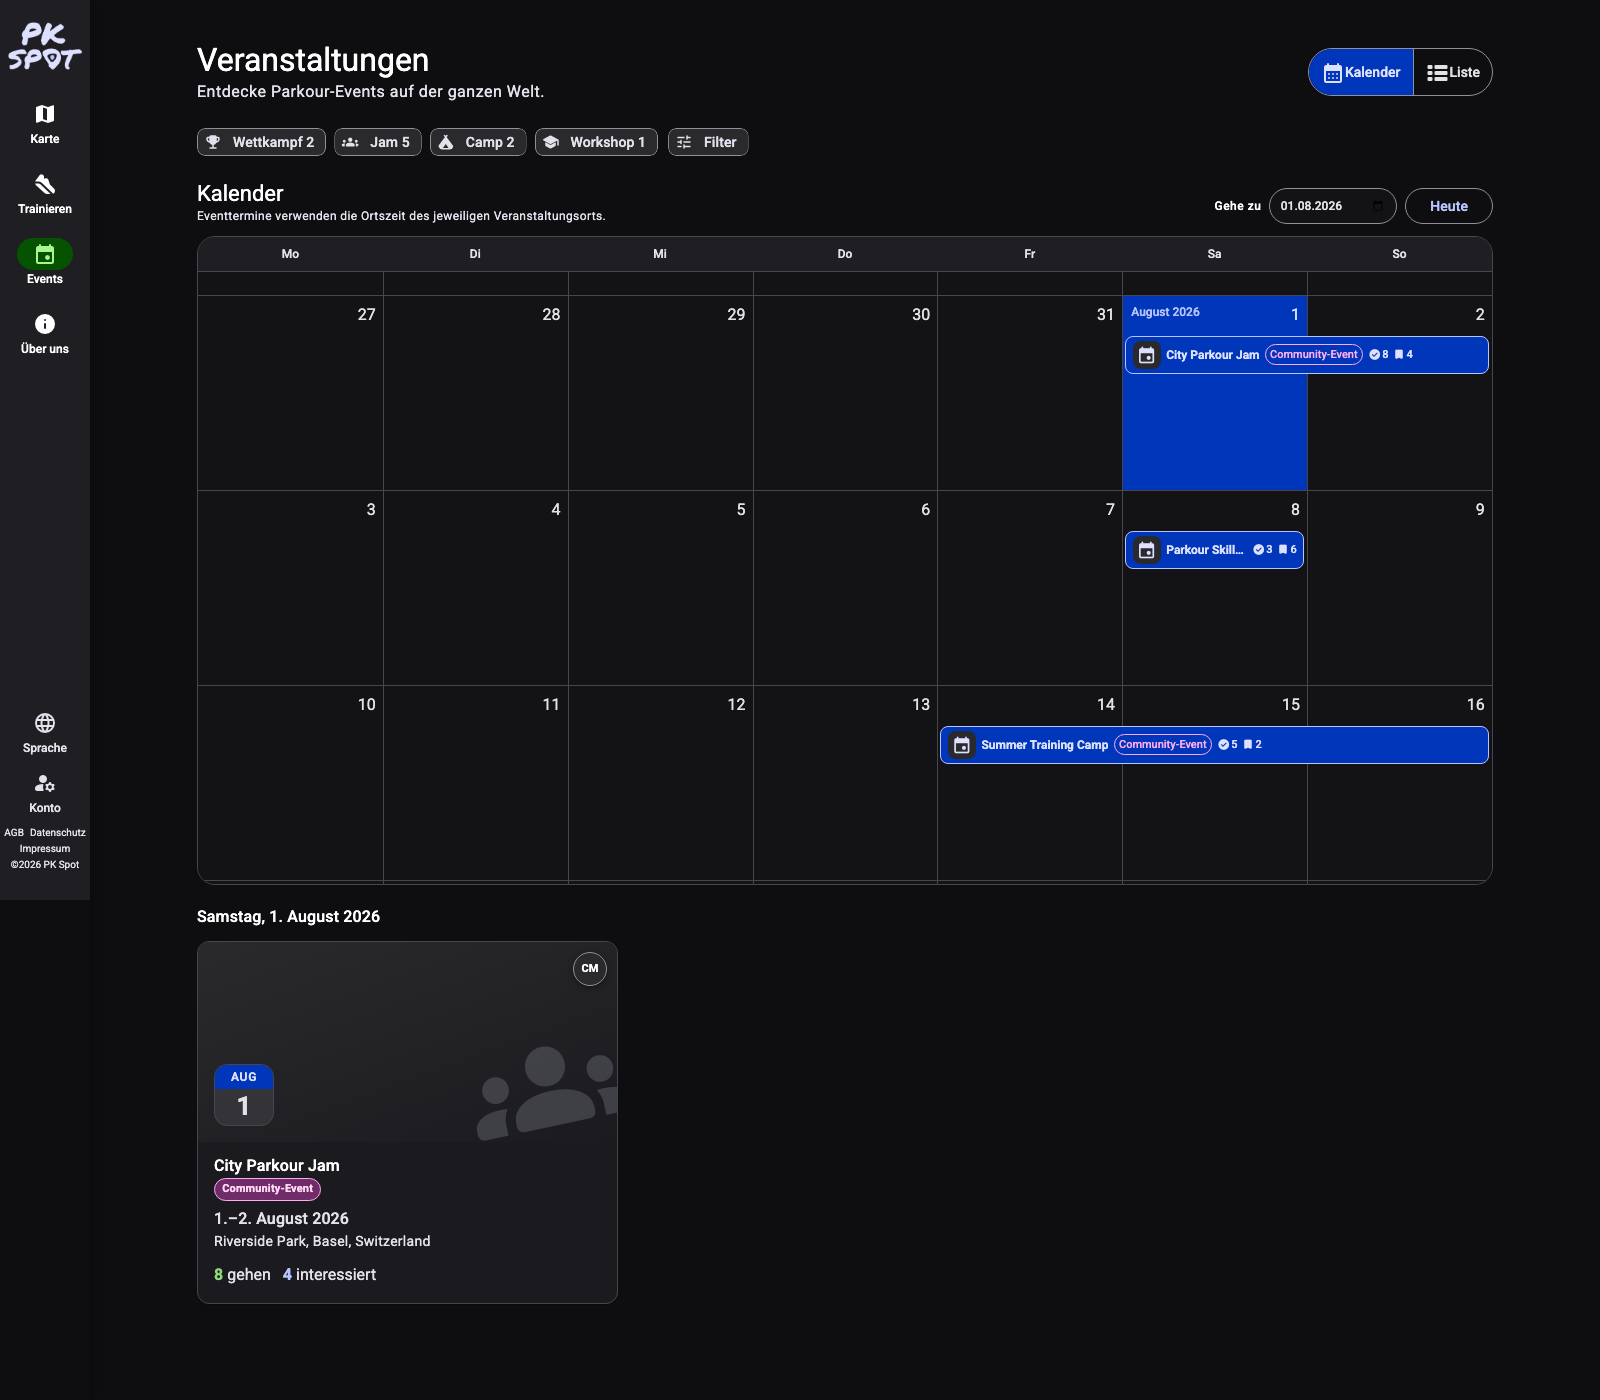 PK
SPOT
Karte
Trainieren
Events
Über uns
Sprache
Konto
AGB Datenschutz
Impressum
©2026 PK Spot
Veranstaltungen
Entdecke Parkour-Events auf der ganzen Welt.
Kalender Liste
Wettkampf 2 Jam 5 Camp 2 Workshop 1 Filter
Kalender
Eventtermine verwenden die Ortszeit des jeweiligen Veranstaltungsorts.
Gehe zu 01.08.2026 Heute
Mo Di Mi Do Fr Sa So
27 28 29 30 31 August 2026 1 2
City Parkour Jam Community-Event 8 4
3 4 5 6 7 8 9
Parkour Skill... 3 6
10 11 12 13 14 15 16
Summer Training Camp Community-Event 5 2
Samstag, 1. August 2026
CM
AUG
1
City Parkour Jam
Community-Event
1.–2. August 2026
Riverside Park, Basel, Switzerland
8 gehen 4 interessiert